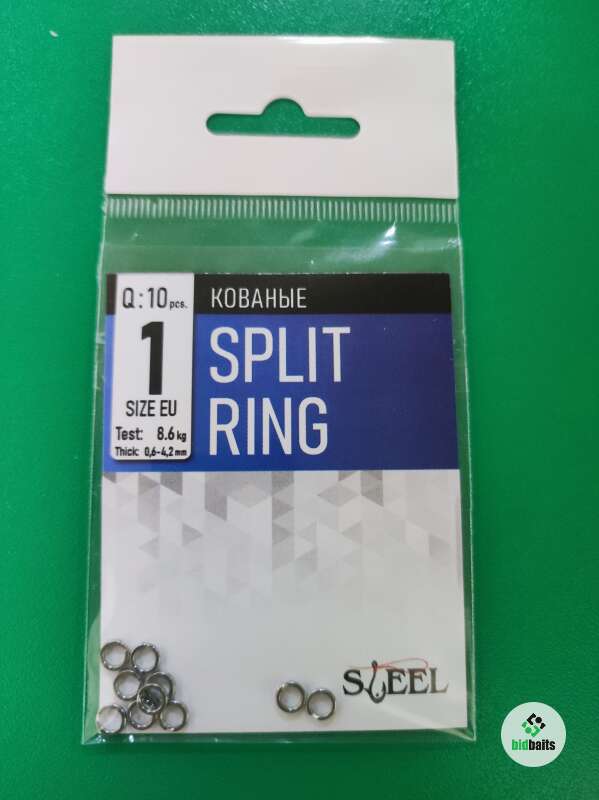 Q: 10 pcs.
КОВАНЫЕ
1
SIZE EU
Test: 8.6 kg
Thick: 0,6-4,2 mm
SPLIT
RING
STEEL
bidbaits